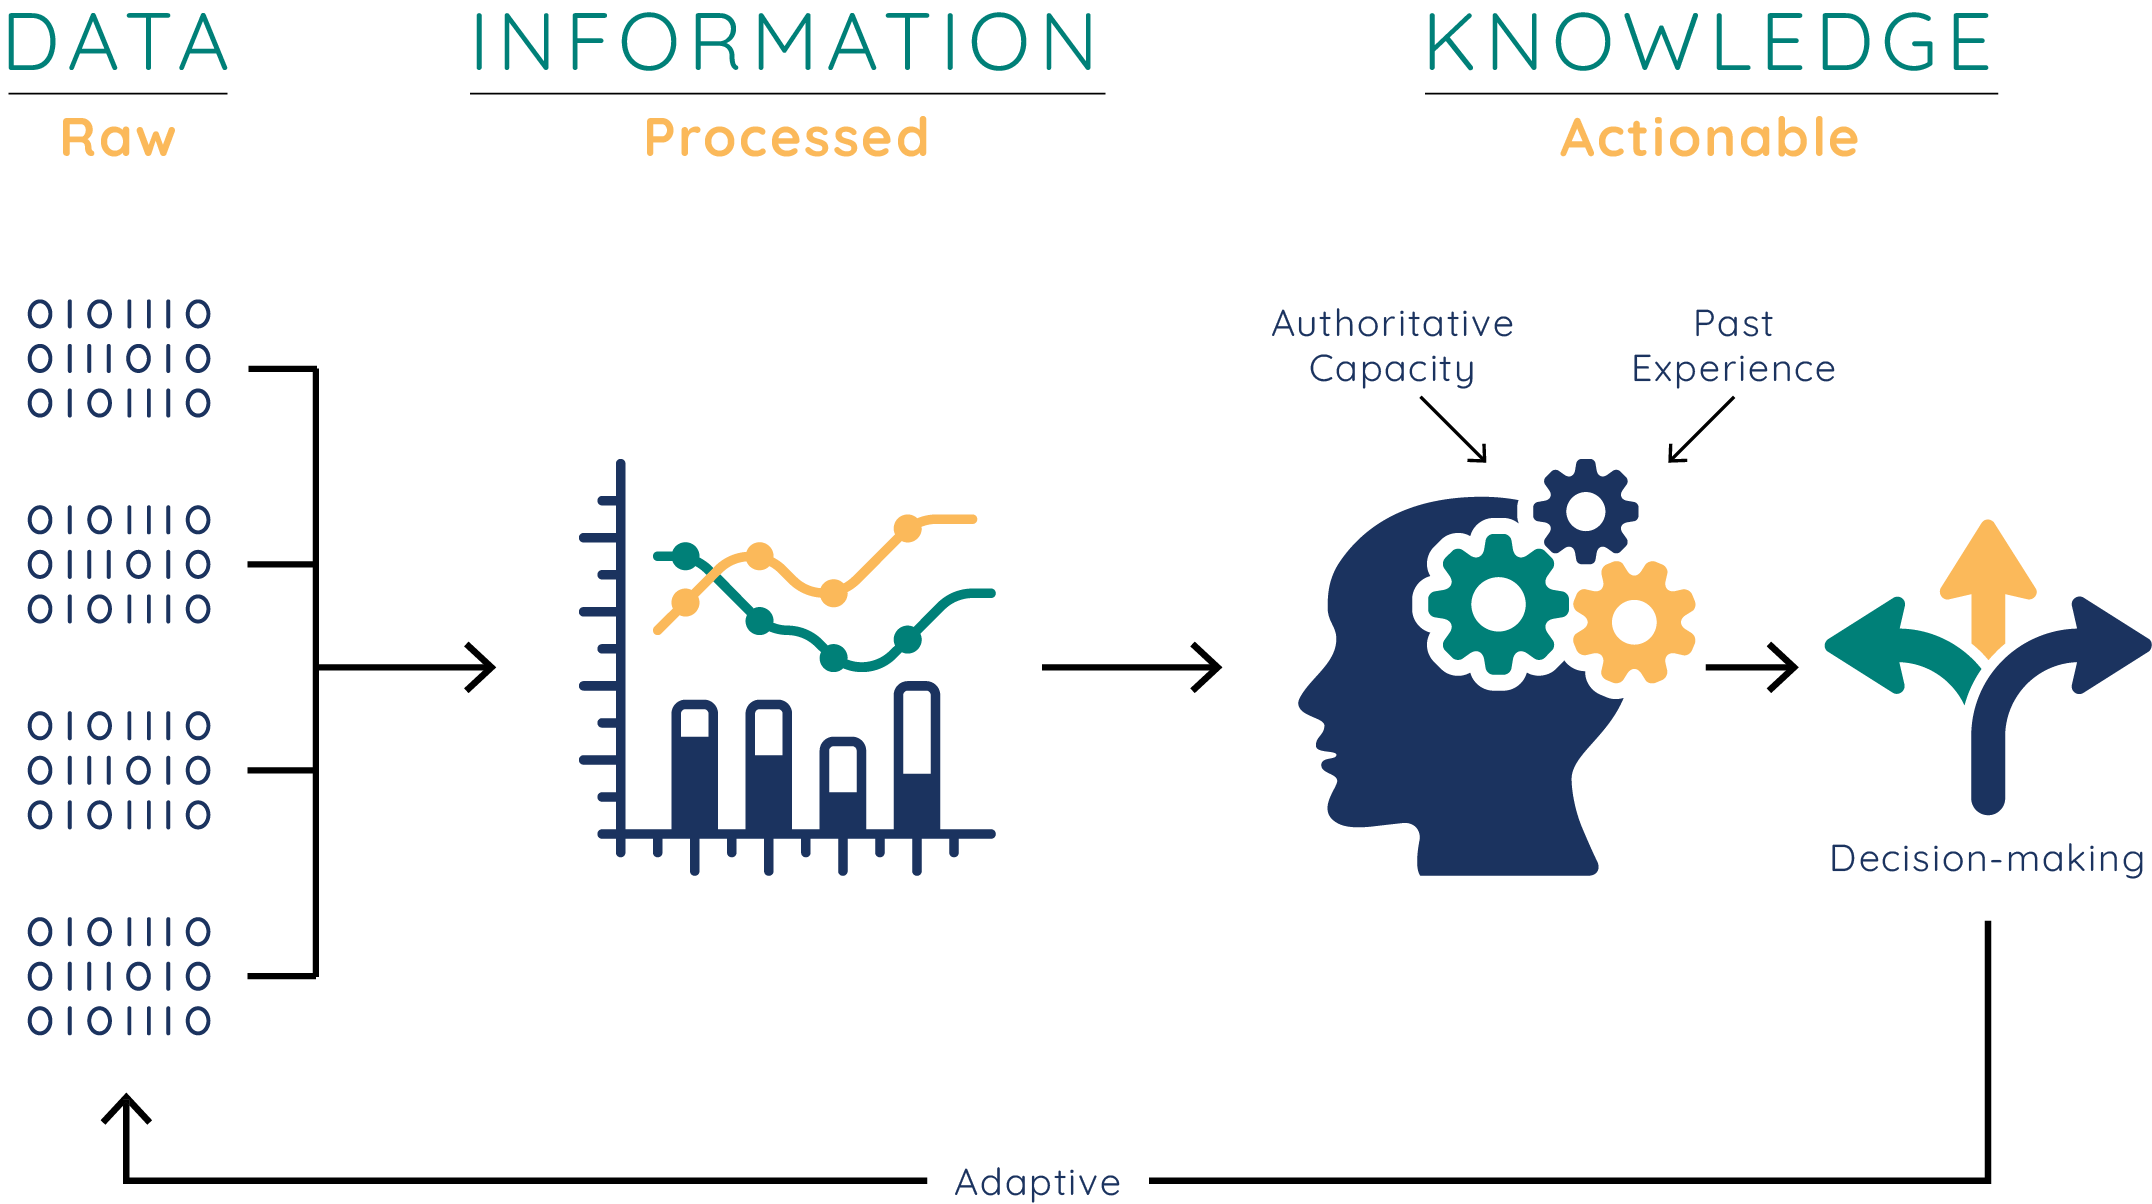 DATA
Raw
INFORMATION
Processed
KNOWLEDGE
Actionable
0101110
0111010
0101110
0101110
0111010
0101110
0101110
0111010
0101110
0101110
0111010
0101110
Authoritative
Capacity
Past
Experience
Decision-making
Adaptive